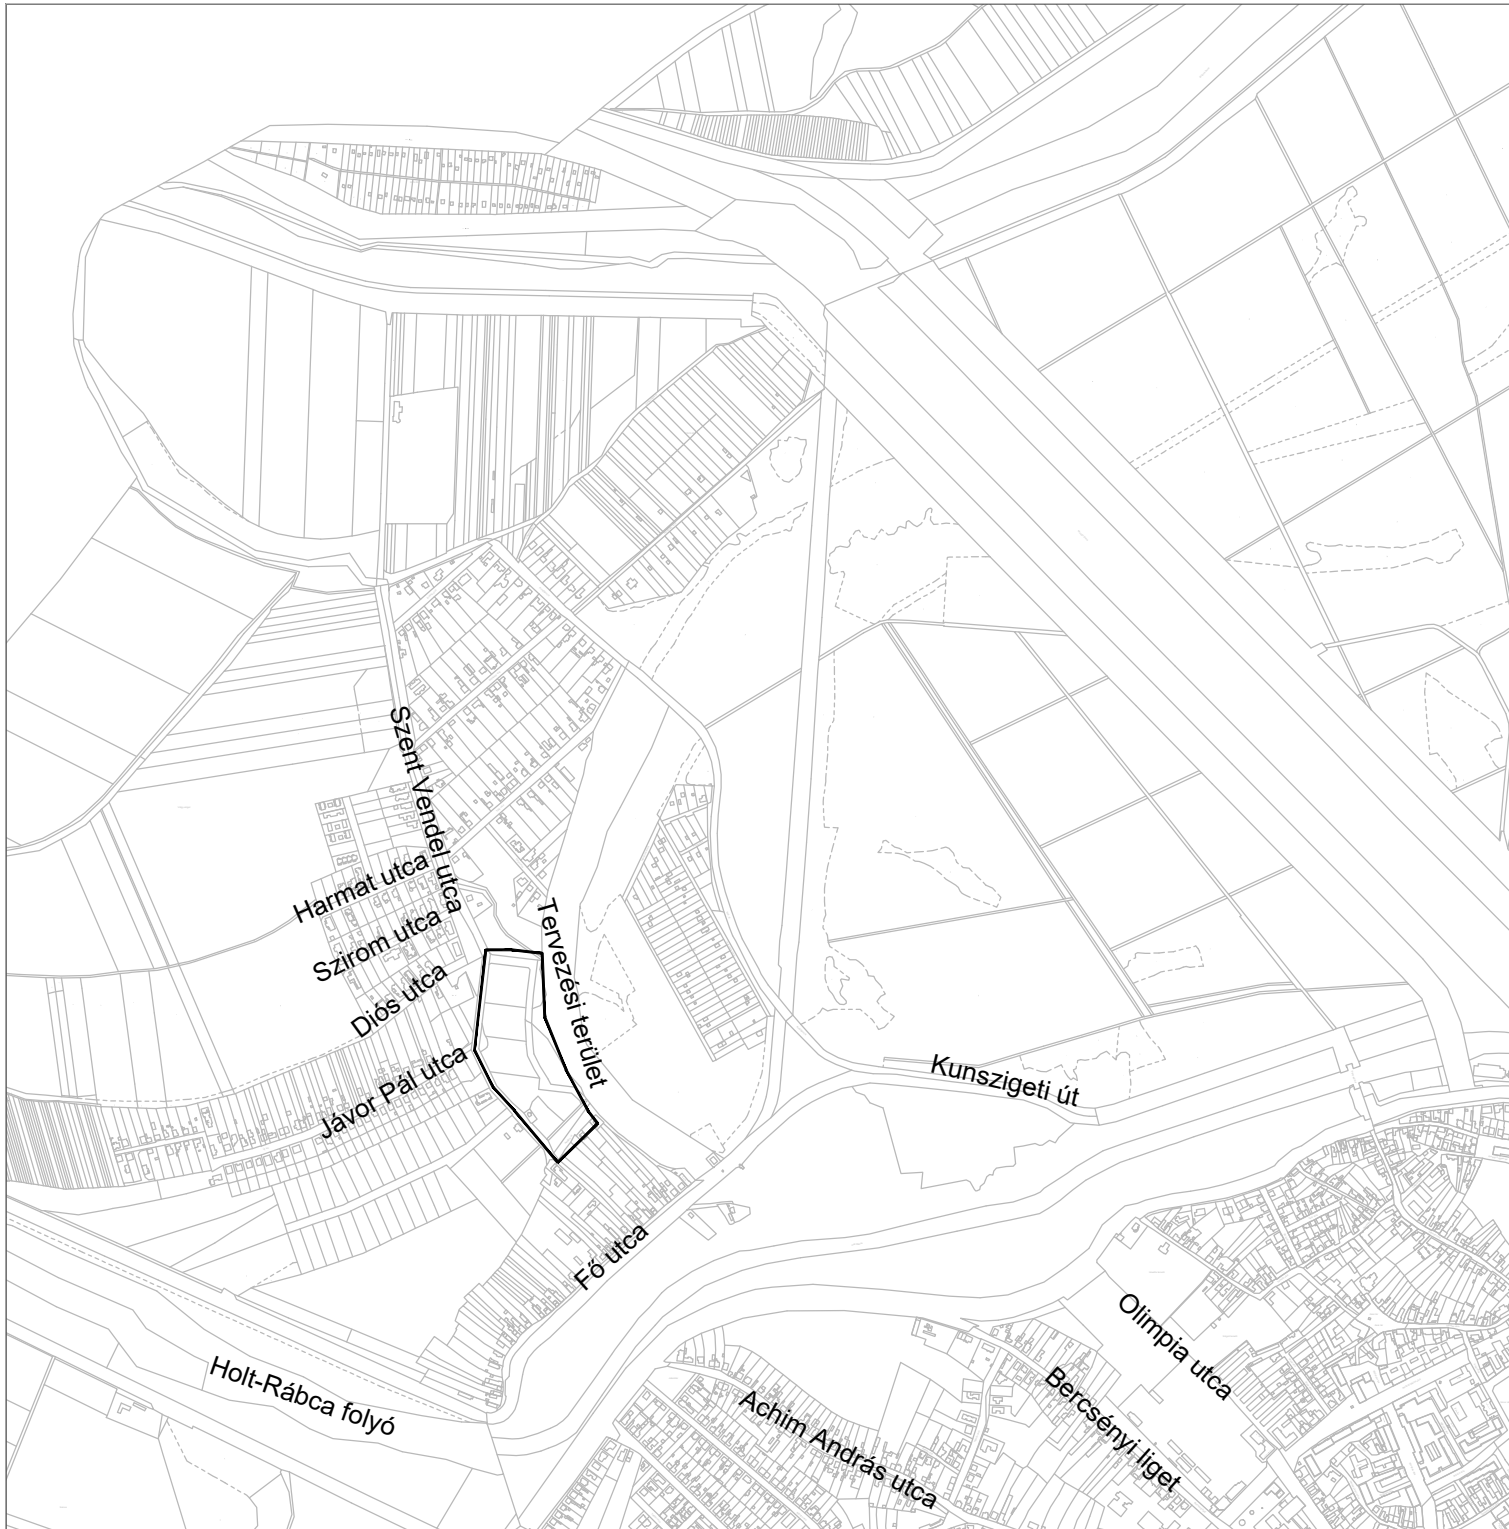 Szent Vendel utca
Harmat utca
Szirom utca
Diós utca
Tervezési terület
Jávor Pál utca
Kunszigeti út
Fő utca
Olimpia utca
Holt-Rábca folyó
Bercsényi liget
Achim András utca